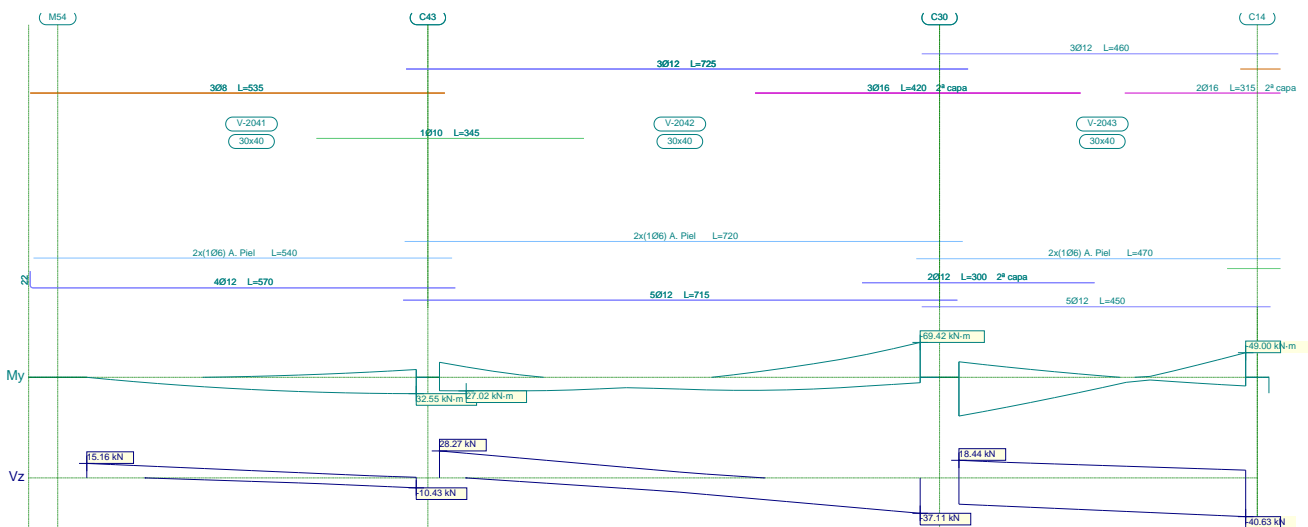 M54
C43
C30
C14
3Ø12 L=460
3Ø12 L=725
3Ø8 L=535
3Ø16 L=420 2ª capa
2Ø16 L=315 2ª capa
V-2041
30x40
1Ø10 L=345
V-2042
30x40
V-2043
30x40
2x(1Ø6) A. Piel L=720
2x(1Ø6) A. Piel L=540
2x(1Ø6) A. Piel L=470
22
4Ø12 L=570
2Ø12 L=300 2ª capa
5Ø12 L=715
5Ø12 L=450
My
-69.42 kN·m
-49.00 kN·m
32.55 kN·m
27.02 kN·m
Vz
15.16 kN
28.27 kN
18.44 kN
-10.43 kN
-37.11 kN
-40.63 kN